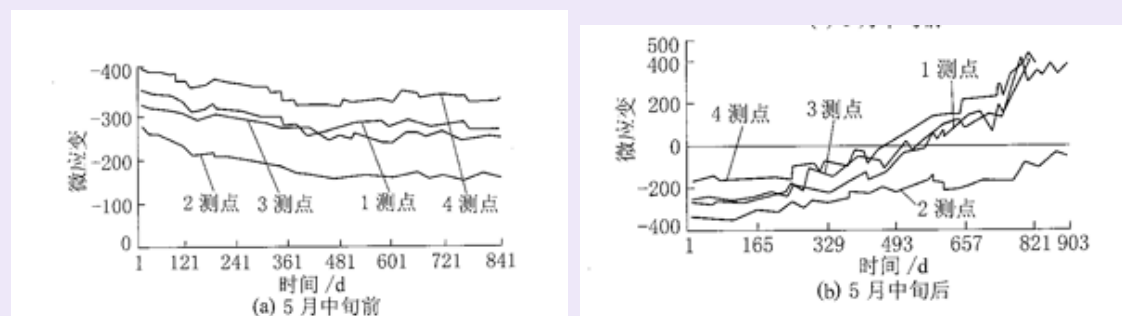 -400
-300
-200
-100
0
微应变
2测点 3测点 1测点 4测点
1 121 241 361 481 601 721 841
时间/d
(a) 5月中旬前
500
400
200
0
-200
-400
微应变
1测点
4测点 3测点
2测点
1 165 329 493 657 821 903
时间/d
(b) 5月中旬后